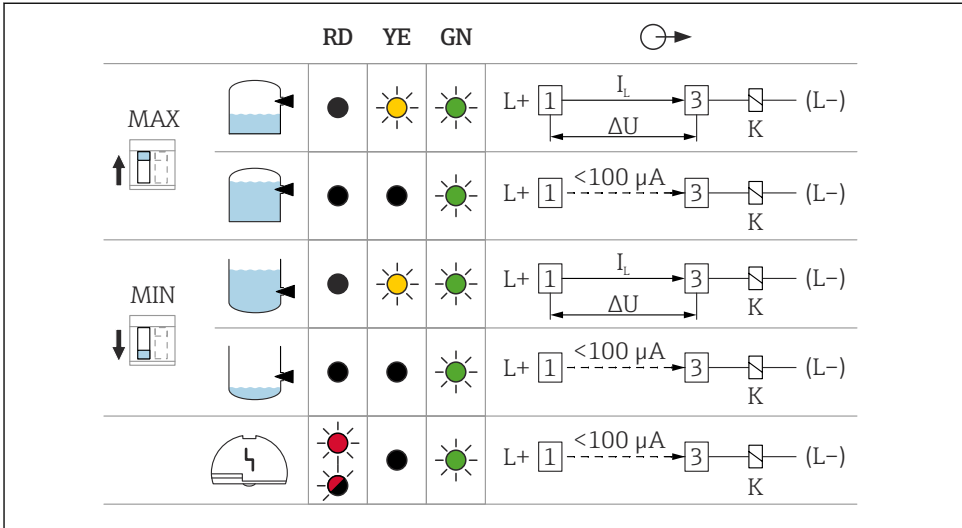 RD YE GN
MAX
L+ 1 I_L 3 (L−)
ΔU K
L+ 1 <100 µA 3 (L−)
K
MIN
L+ 1 I_L 3 (L−)
ΔU K
L+ 1 <100 µA 3 (L−)
K
L+ 1 <100 µA 3 (L−)
K